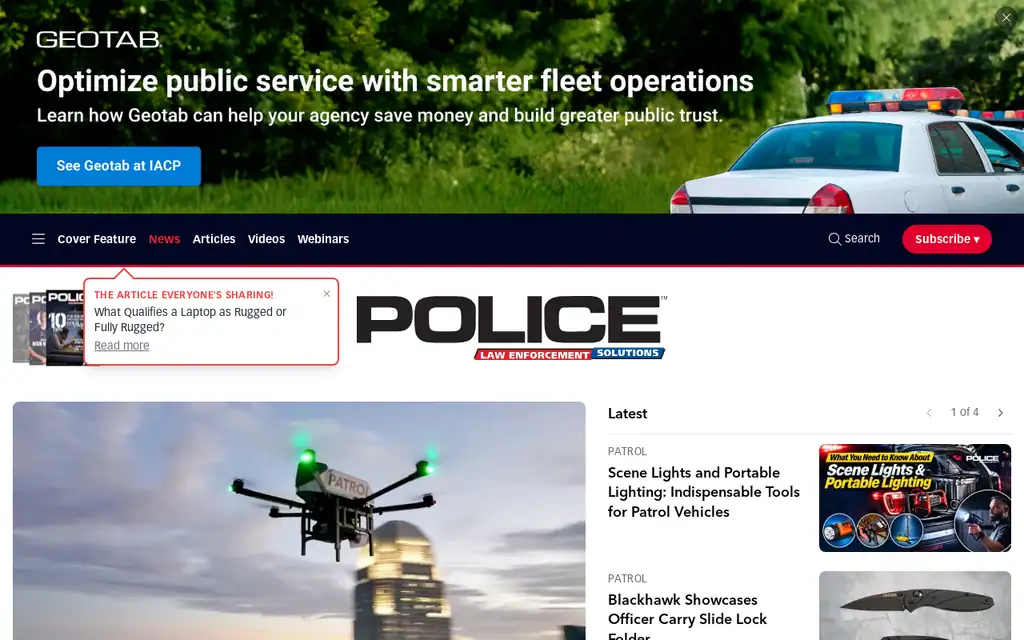 GEOTAB
Optimize public service with smarter fleet operations
Learn how Geotab can help your agency save money and build greater public trust.
See Geotab at IACP
Cover Feature
News
Articles
Videos
Webinars
Search
Subscribe ▾
THE ARTICLE EVERYONE'S SHARING!
What Qualifies a Laptop as Rugged or
Fully Rugged?
Read more
POLICE™
LAW ENFORCEMENT SOLUTIONS
PATROL
Latest
1 of 4
PATROL
Scene Lights and Portable
Lighting: Indispensable Tools
for Patrol Vehicles
What You Need to Know About
Scene Lights &
Portable Lighting
POLICE
PATROL
Blackhawk Showcases
Officer Carry Slide Lock
Folder